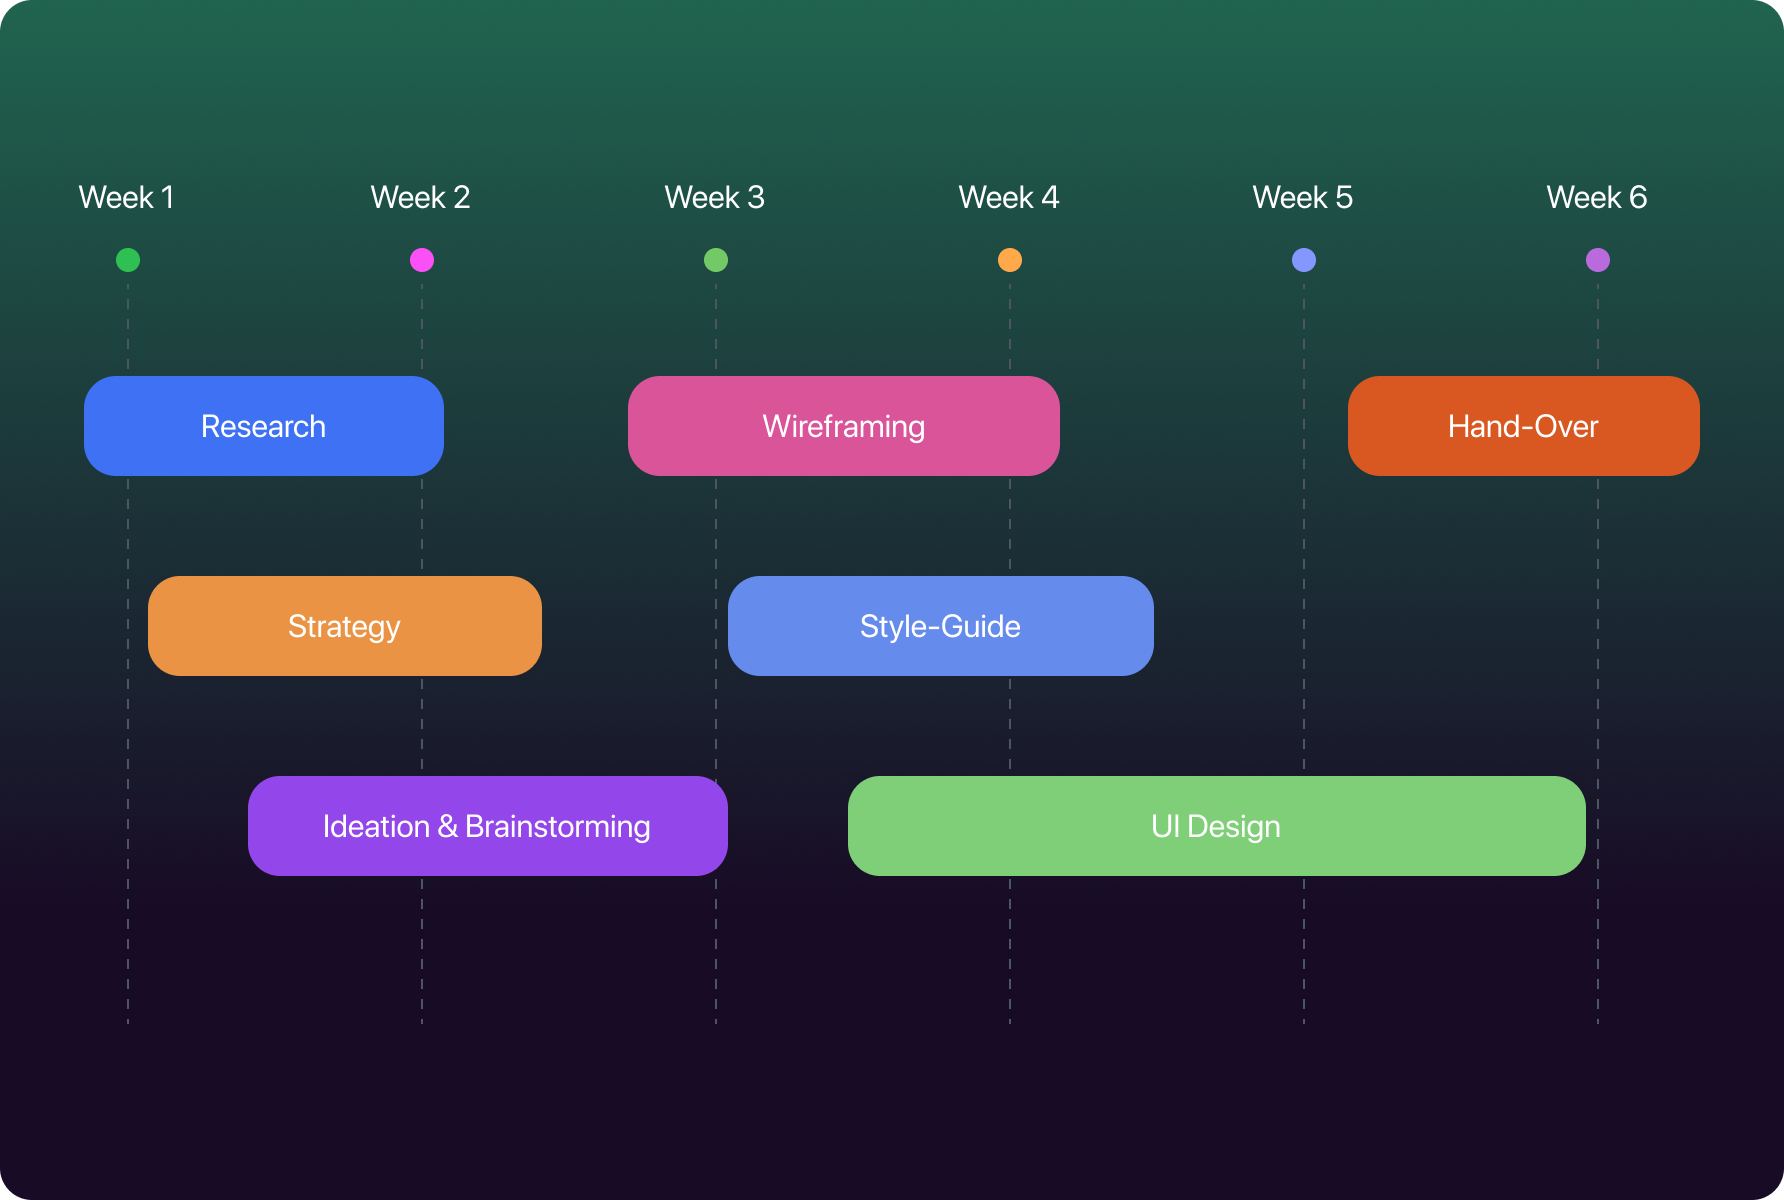 Week 1
Week 2
Week 3
Week 4
Week 5
Week 6
Research
Wireframing
Hand-Over
Strategy
Style-Guide
Ideation & Brainstorming
UI Design